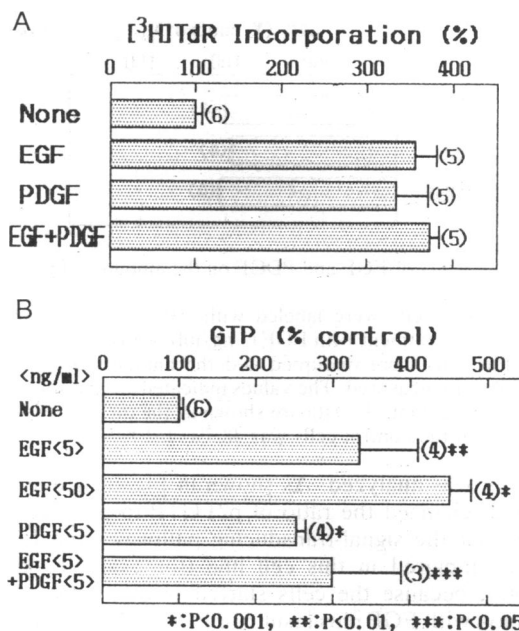 A
[³H]TdR Incorporation (%)
0 100 200 300 400
None (6)
EGF (5)
PDGF (5)
EGF+PDGF (5)
B
GTP (% control)
0 100 200 300 400 500
<ng/ml>
None (6)
EGF<5> (4)**
EGF<50> (4)*
PDGF<5> (4)*
EGF<5>
+PDGF<5> (3)***
*:P<0.001, **:P<0.01, ***:P<0.05